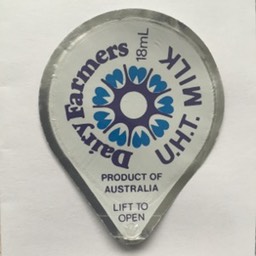 Dairy Farmers
18mL
U.H.T. MILK
PRODUCT OF
AUSTRALIA
LIFT TO
OPEN